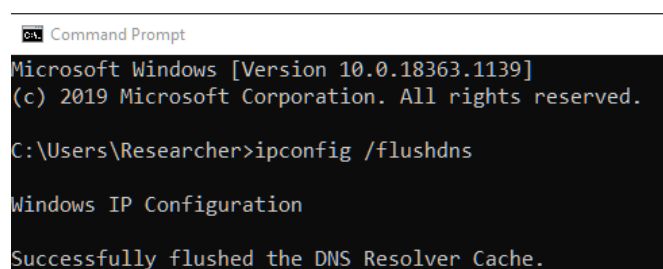 Command Prompt
Microsoft Windows [Version 10.0.18363.1139]
(c) 2019 Microsoft Corporation. All rights reserved.
C:\Users\Researcher>ipconfig /flushdns
Windows IP Configuration
Successfully flushed the DNS Resolver Cache.